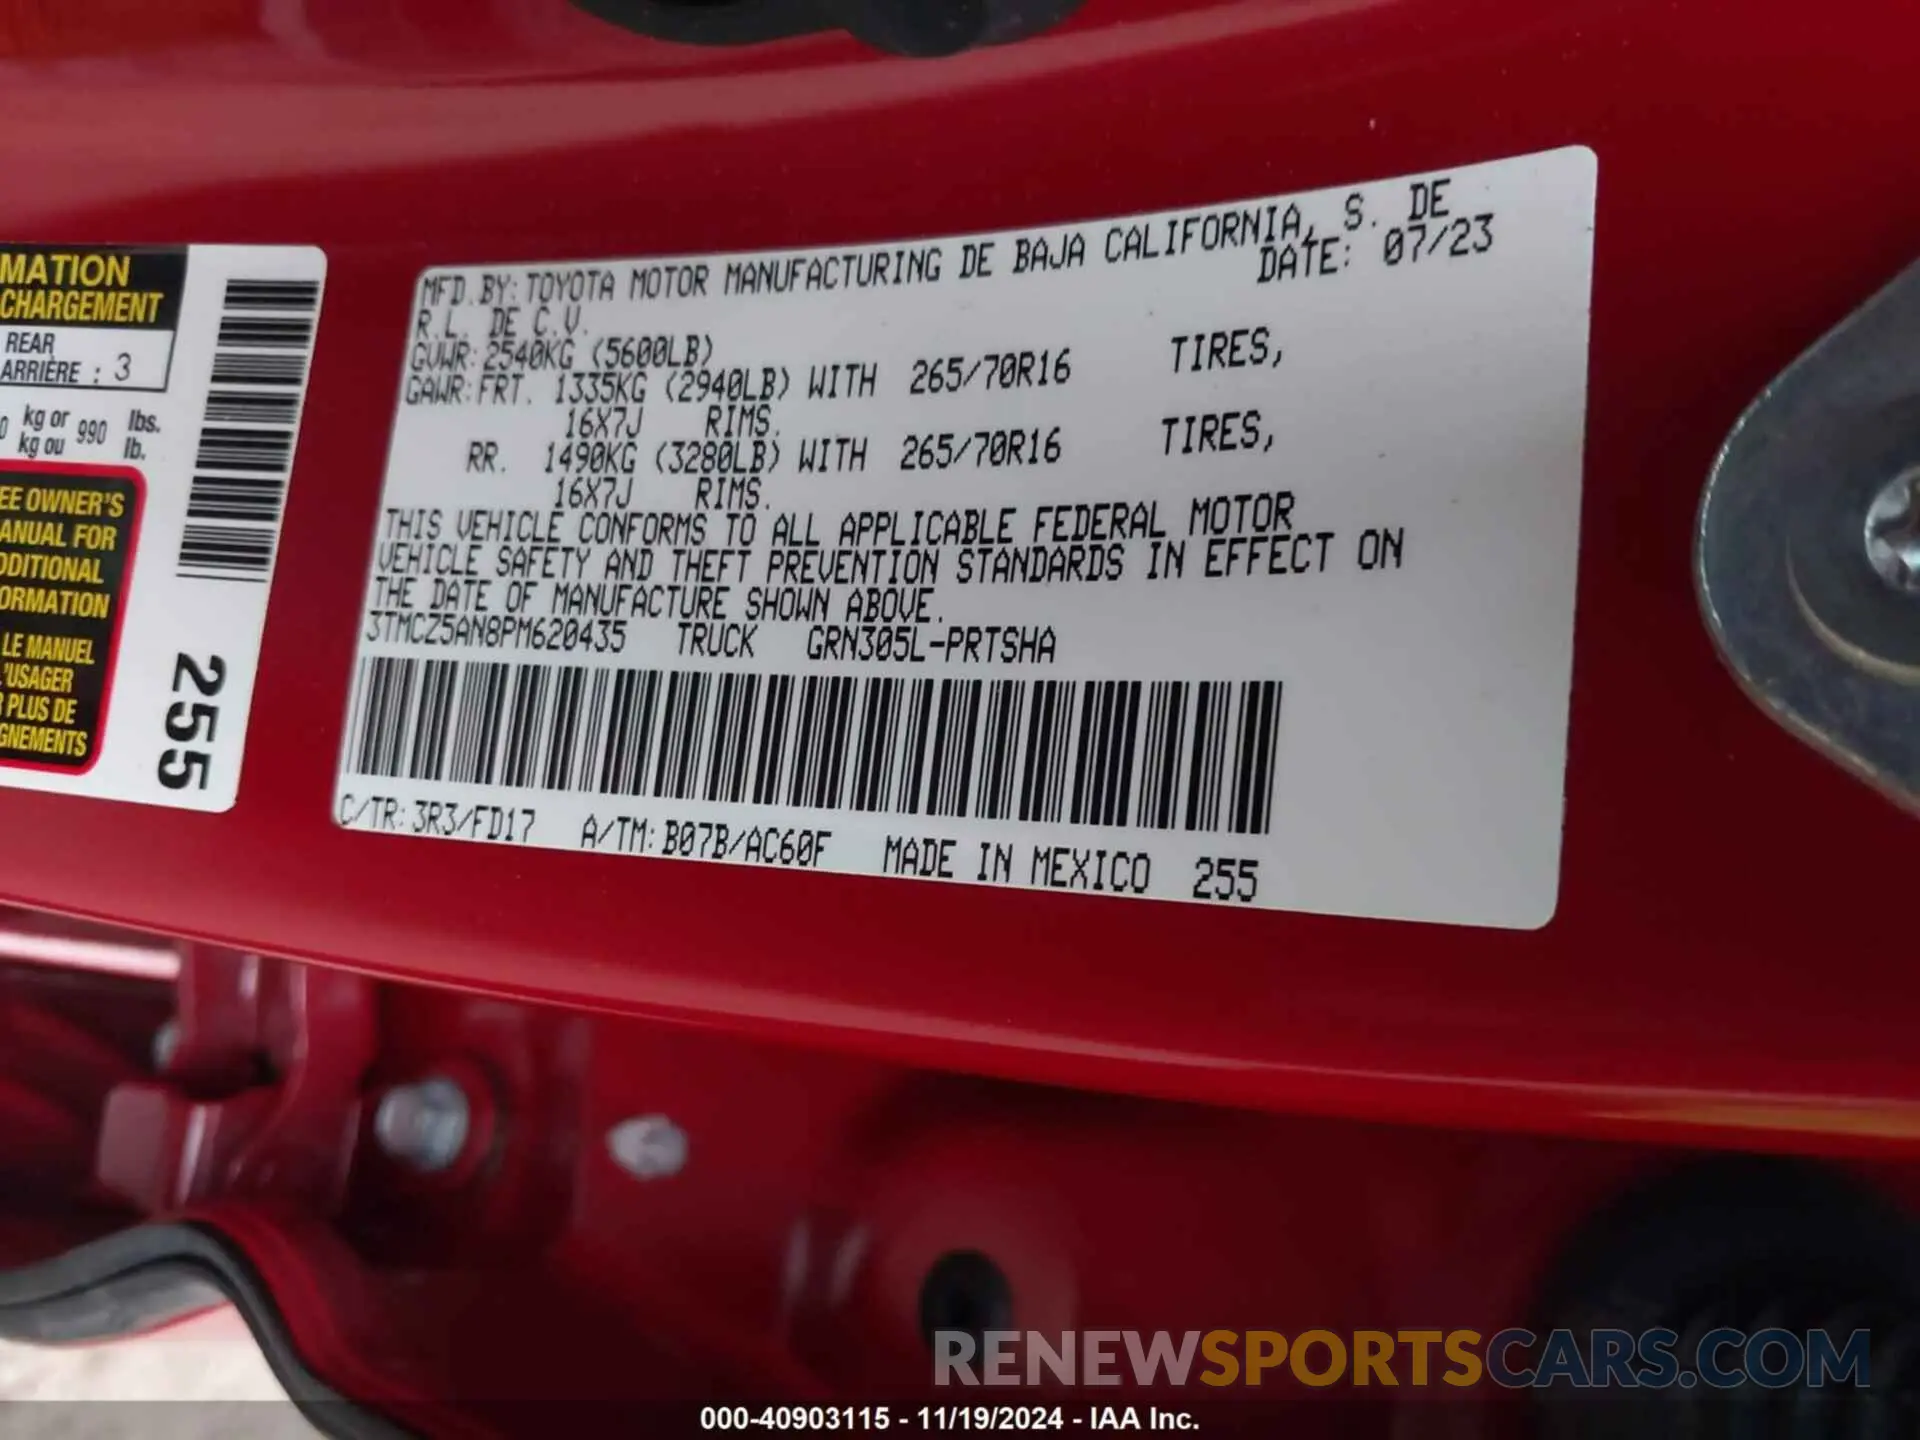 MATION
CHARGEMENT
REAR
ARRIÈRE : 3
kg or 990 lbs.
kg ou lb.
EE OWNER'S
ANUAL FOR
DDITIONAL
ORMATION
LE MANUEL
L'USAGER
R PLUS DE
GNEMENTS
255
MFD.BY: TOYOTA MOTOR MANUFACTURING DE BAJA CALIFORNIA, S. DE
R.L. DE C.V. DATE: 07/23
GVWR: 2540KG (5600LB)
GAWR: FRT. 1335KG (2940LB) WITH 265/70R16 TIRES,
16X7J RIMS.
RR. 1490KG (3280LB) WITH 265/70R16 TIRES,
16X7J RIMS.
THIS VEHICLE CONFORMS TO ALL APPLICABLE FEDERAL MOTOR
VEHICLE SAFETY AND THEFT PREVENTION STANDARDS IN EFFECT ON
THE DATE OF MANUFACTURE SHOWN ABOVE.
3TMCZ5AN8PM620435 TRUCK GRN305L-PRTSHA
C/TR: 3R3/FD17 A/TM: B07B/AC60F MADE IN MEXICO 255
RENEWSPORTSCARS.COM
000-40903115 - 11/19/2024 - IAA Inc.